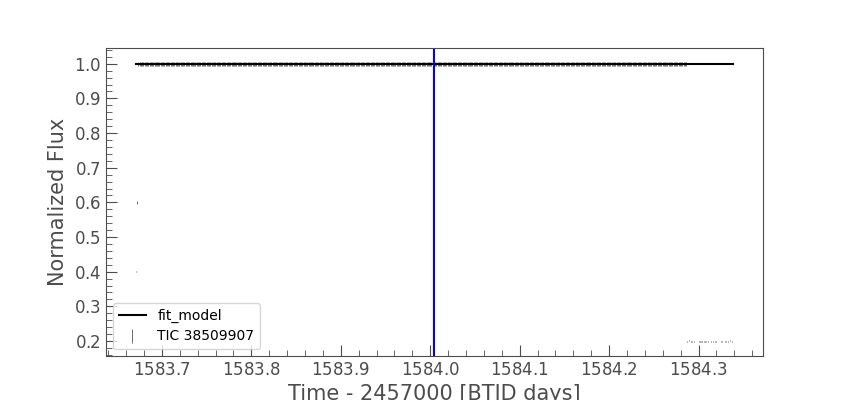 Normalized Flux
1.0
0.9
0.8
0.7
0.6
0.5
0.4
0.3
0.2
fit_model
TIC 38509907
1583.7 1583.8 1583.9 1584.0 1584.1 1584.2 1584.3
Time - 2457000 [BTJD days]